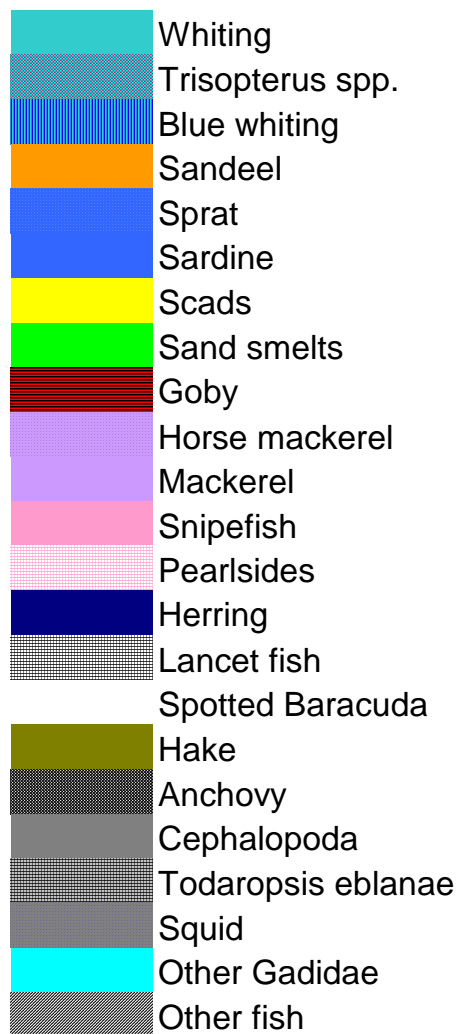 Whiting
Trisopterus spp.
Blue whiting
Sandeel
Sprat
Sardine
Scads
Sand smelts
Goby
Horse mackerel
Mackerel
Snipefish
Pearlsides
Herring
Lancet fish
Spotted Baracuda
Hake
Anchovy
Cephalopoda
Todaropsis eblanae
Squid
Other Gadidae
Other fish